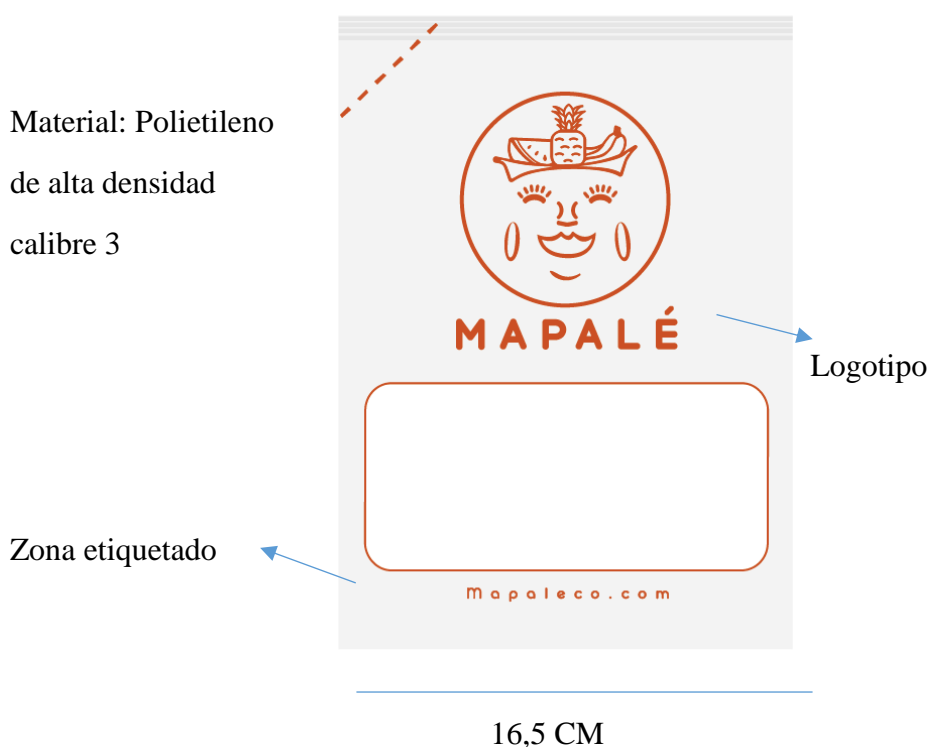 Material: Polietileno
de alta densidad
calibre 3
MAPALÉ
Logotipo
Zona etiquetado
Mapaleco.com
16,5 CM